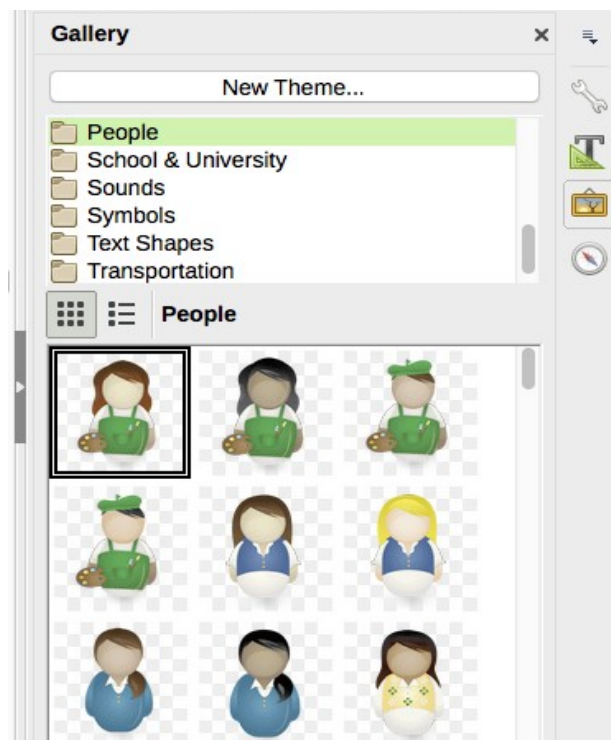 Gallery
New Theme...
People
School & University
Sounds
Symbols
Text Shapes
Transportation
People